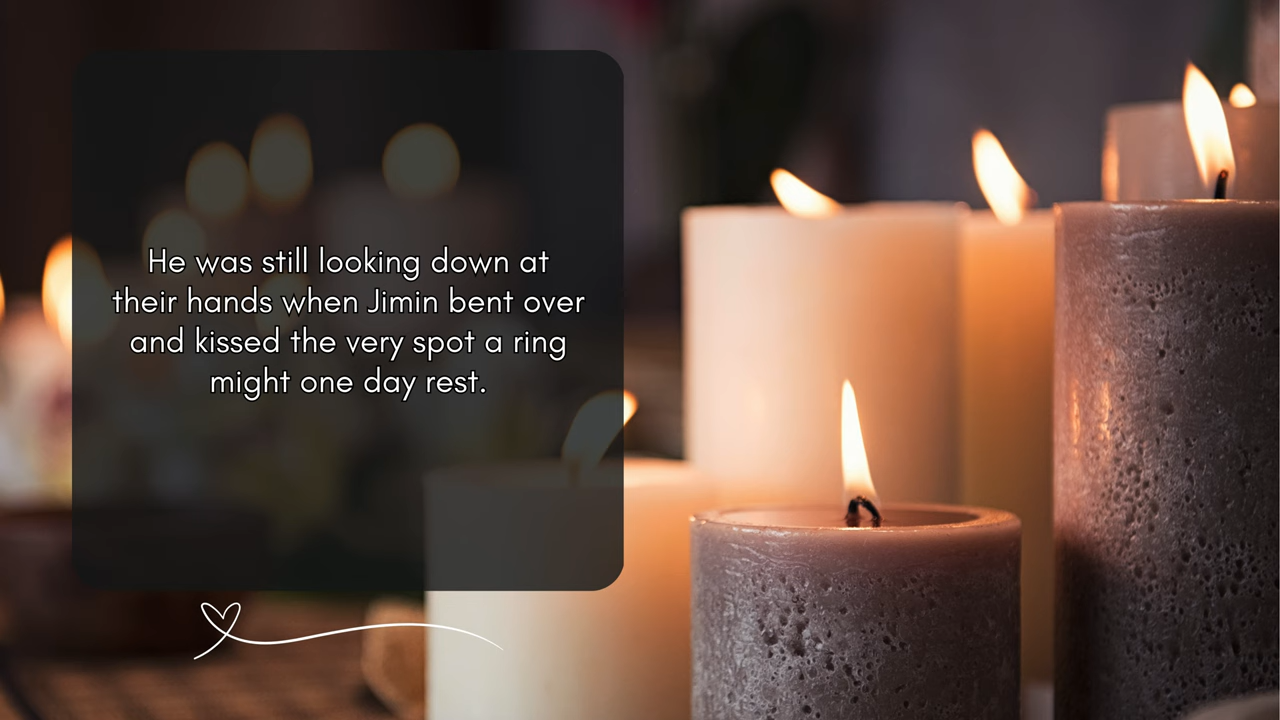 He was still looking down at
their hands when Jimin bent over
and kissed the very spot a ring
might one day rest.